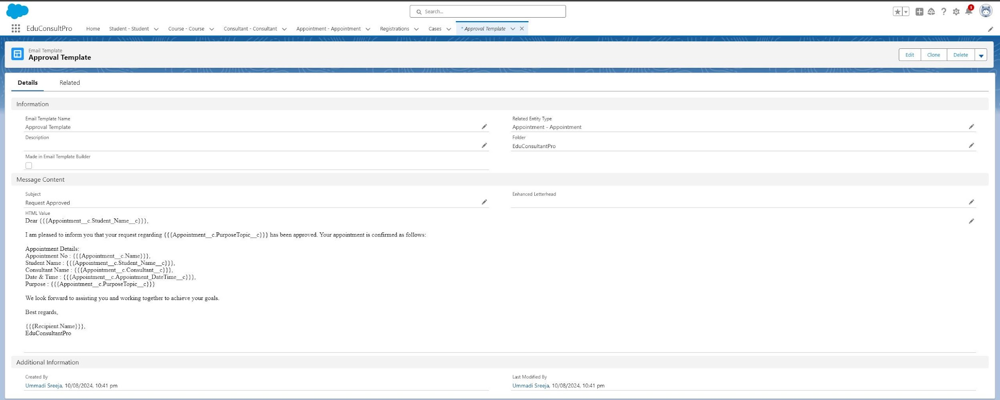 Search...
1
EduConsultPro
Home
Student - Student
Course - Course
Consultant - Consultant
Appointment - Appointment
Registrations
Cases
* Approval Template
Email Template
Approval Template
Edit
Clone
Delete
Details
Related
Information
Email Template Name
Approval Template
Related Entity Type
Appointment - Appointment
Description
Folder
EduConsultantPro
Made in Email Template Builder
Message Content
Subject
Request Approved
Enhanced Letterhead
HTML Value
Dear {{{Appointment__c.Student_Name__c}}},
I am pleased to inform you that your request regarding {{{Appointment__c.PurposeTopic__c}}} has been approved. Your appointment is confirmed as follows:
Appointment Details:
Appointment No : {{{Appointment__c.Name}}},
Student Name : {{{Appointment__c.Student_Name__c}}},
Consultant Name : {{{Appointment__c.Consultant__c}}},
Date & Time : {{{Appointment__c.Appointment_DateTime__c}}},
Purpose : {{{Appointment__c.PurposeTopic__c}}}
We look forward to assisting you and working together to achieve your goals.
Best regards,
{{{Recipient.Name}}},
EduConsultantPro
Additional Information
Created By
Ummadi Sreeja, 10/08/2024, 10:41 pm
Last Modified By
Ummadi Sreeja, 10/08/2024, 10:41 pm